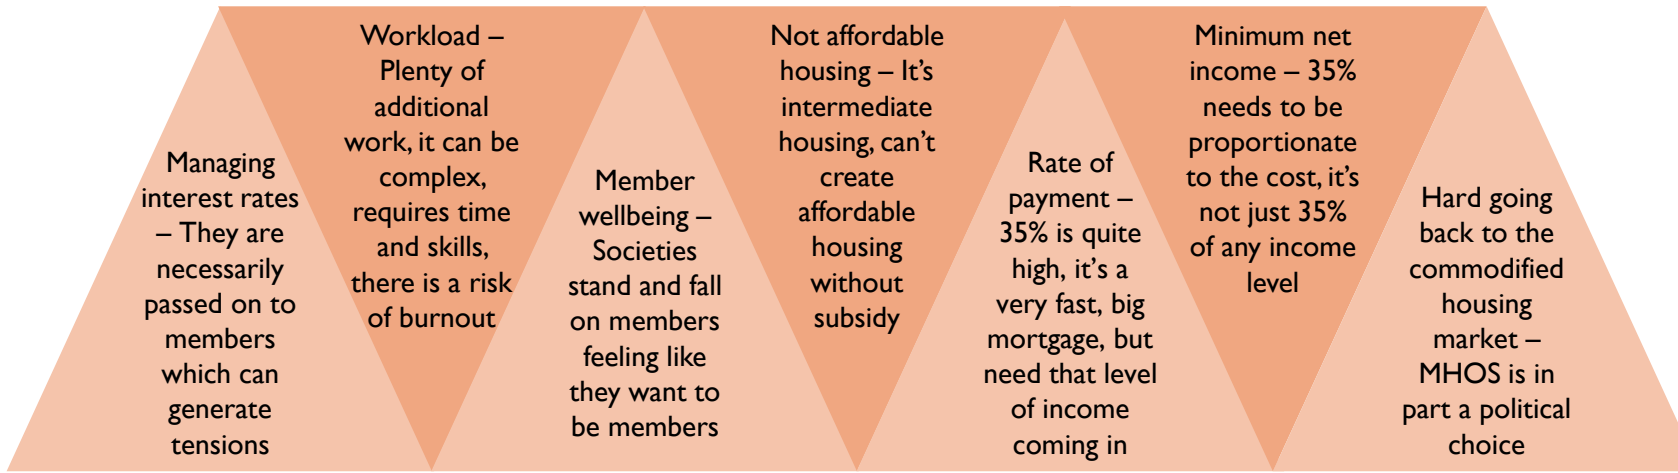 Managing
interest rates
– They are
necessarily
passed on to
members
which can
generate
tensions
Workload –
Plenty of
additional
work, it can be
complex,
requires time
and skills,
there is a risk
of burnout
Member
wellbeing –
Societies
stand and fall
on members
feeling like
they want to
be members
Not affordable
housing – It’s
intermediate
housing, can’t
create
affordable
housing
without
subsidy
Rate of
payment –
35% is quite
high, it’s a
very fast, big
mortgage, but
need that level
of income
coming in
Minimum net
income – 35%
needs to be
proportionate
to the cost, it’s
not just 35%
of any income
level
Hard going
back to the
commodified
housing
market –
MHOS is in
part a political
choice